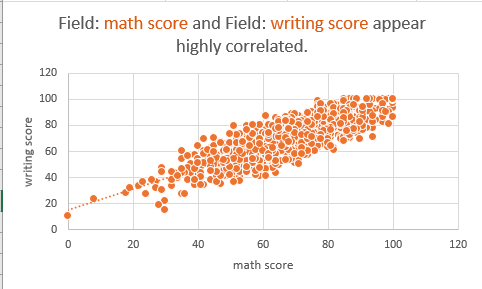 Field: math score and Field: writing score appear
highly correlated.
120
100
80
60
40
20
0
writing score
0 20 40 60 80 100 120
math score